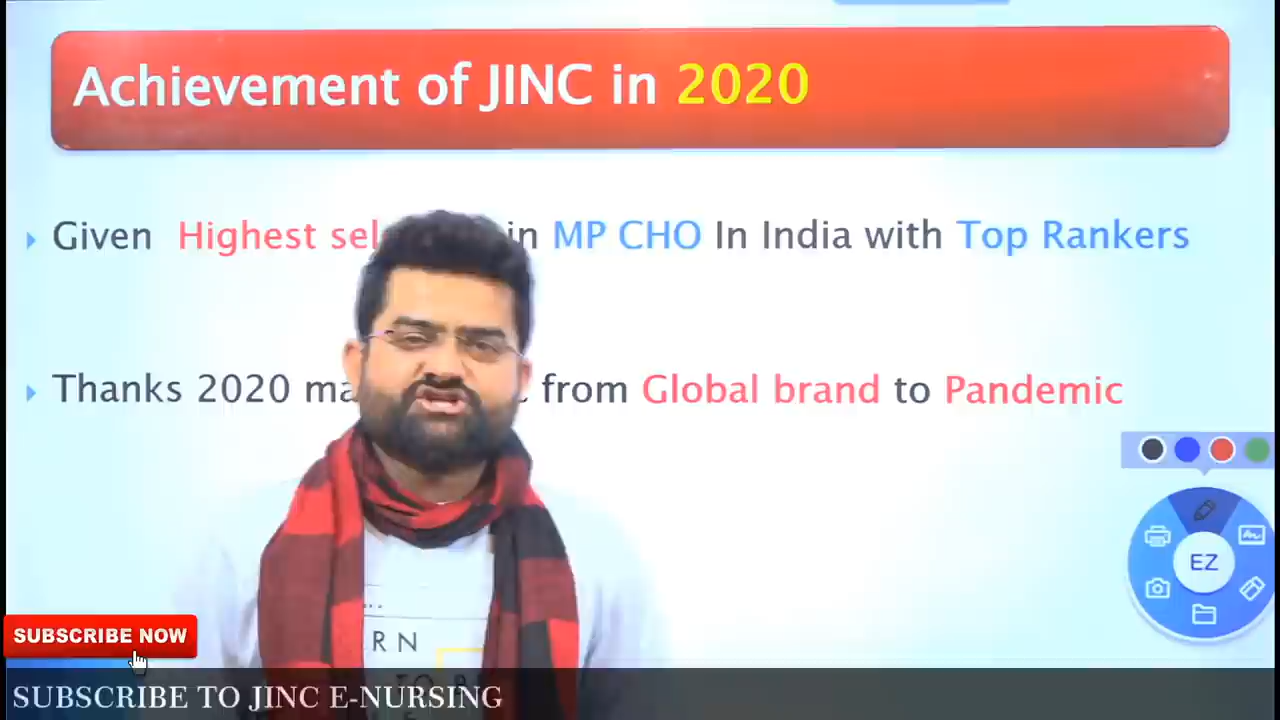 Achievement of JINC in 2020
Given Highest sel in MP CHO In India with Top Rankers
Thanks 2020 ma from Global brand to Pandemic
EZ
SUBSCRIBE NOW
RN
SUBSCRIBE TO JINC E-NURSING